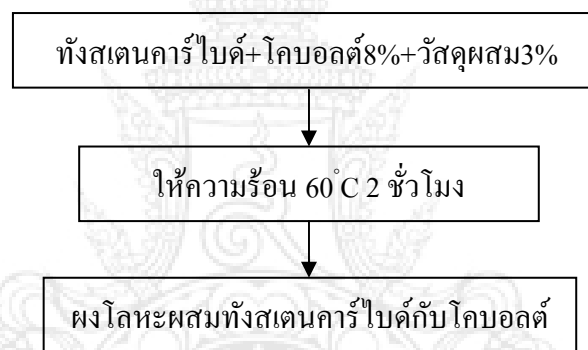 ทังสเตนคาร์ไบด์+โคบอลต์8%+วัสดุผสม3%
ให้ความร้อน 60°C 2 ชั่วโมง
ผงโลหะผสมทังสเตนคาร์ไบด์กับโคบอลต์